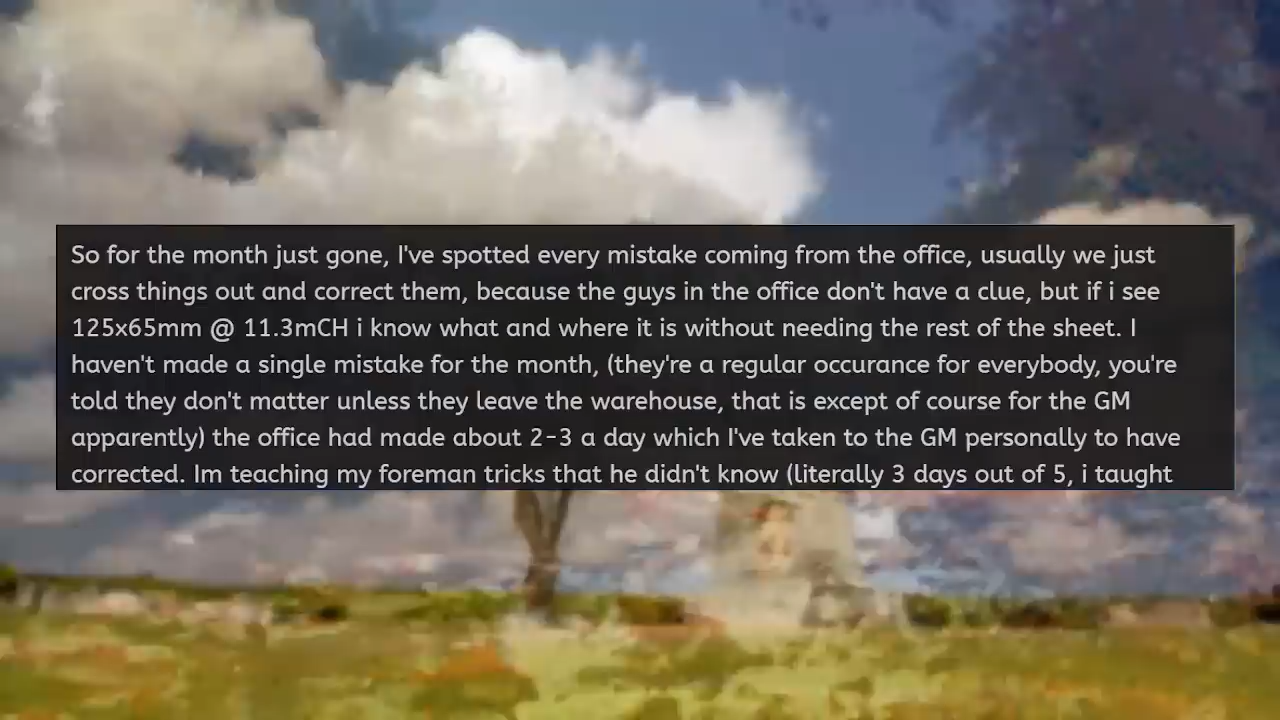 So for the month just gone, I've spotted every mistake coming from the office, usually we just
cross things out and correct them, because the guys in the office don't have a clue, but if i see
125x65mm @ 11.3mCH i know what and where it is without needing the rest of the sheet. I
haven't made a single mistake for the month, (they're a regular occurance for everybody, you're
told they don't matter unless they leave the warehouse, that is except of course for the GM
apparently) the office had made about 2-3 a day which I've taken to the GM personally to have
corrected. Im teaching my foreman tricks that he didn't know (literally 3 days out of 5, i taught